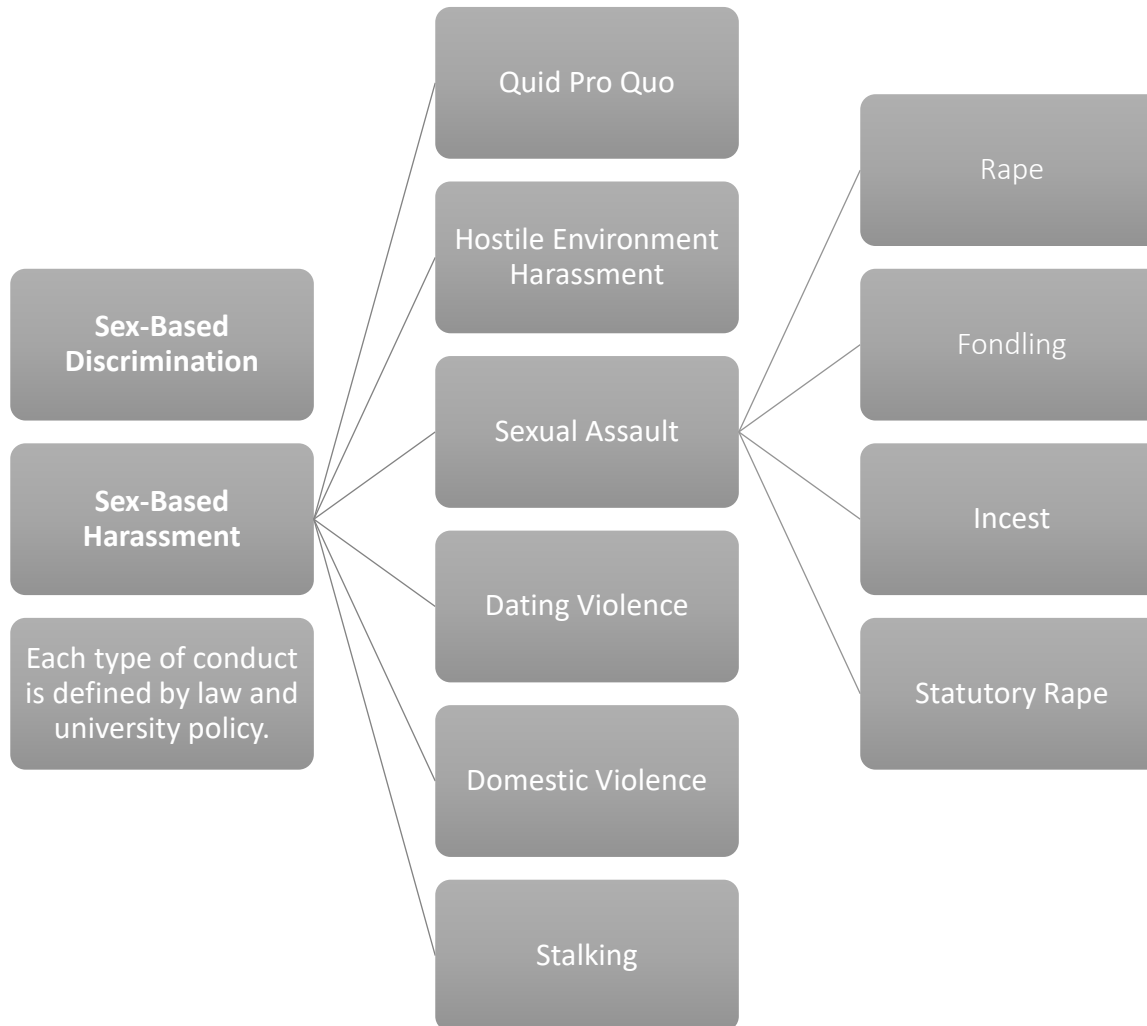 Sex-Based
Discrimination
Sex-Based
Harassment
Each type of conduct
is defined by law and
university policy.
Quid Pro Quo
Hostile Environment
Harassment
Sexual Assault
Dating Violence
Domestic Violence
Stalking
Rape
Fondling
Incest
Statutory Rape